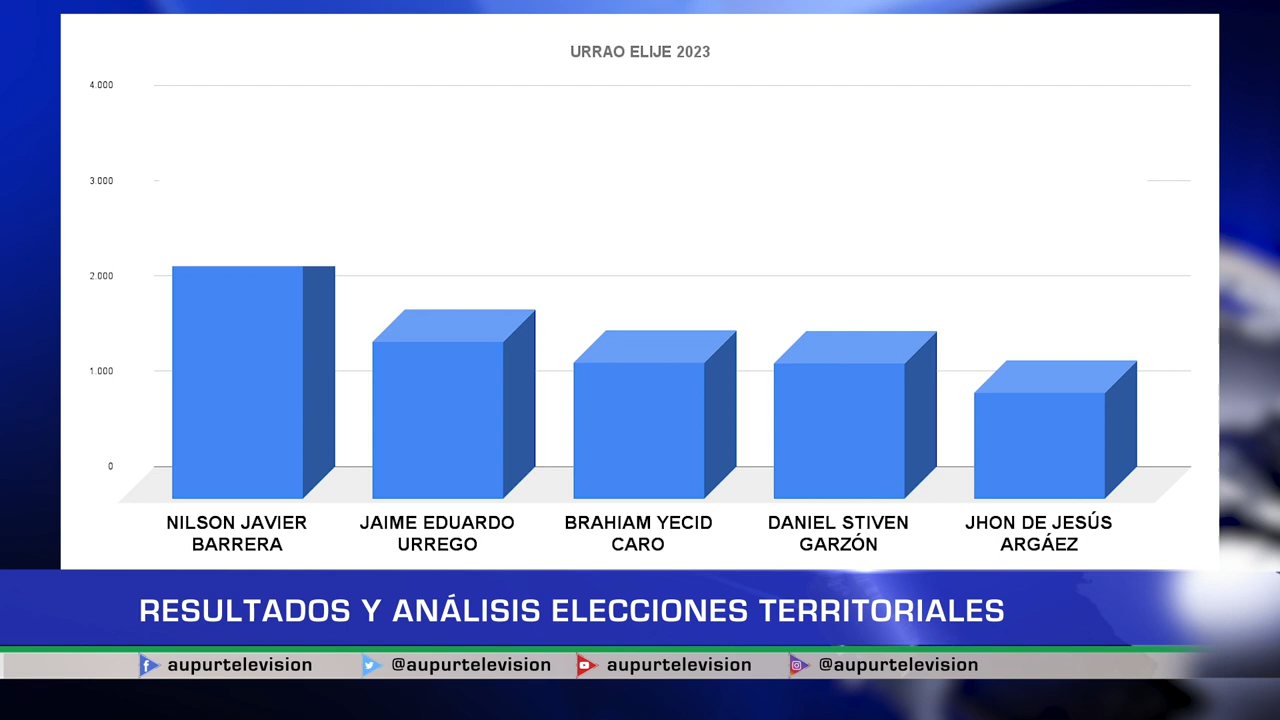 URRAO ELIJE 2023
4.000
3.000
2.000
1.000
0
NILSON JAVIER BARRERA
JAIME EDUARDO URREGO
BRAHIAM YECID CARO
DANIEL STIVEN GARZÓN
JHON DE JESÚS ARGÁEZ
RESULTADOS Y ANÁLISIS ELECCIONES TERRITORIALES
aupurtelevision
@aupurtelevision
aupurtelevision
@aupurtelevision